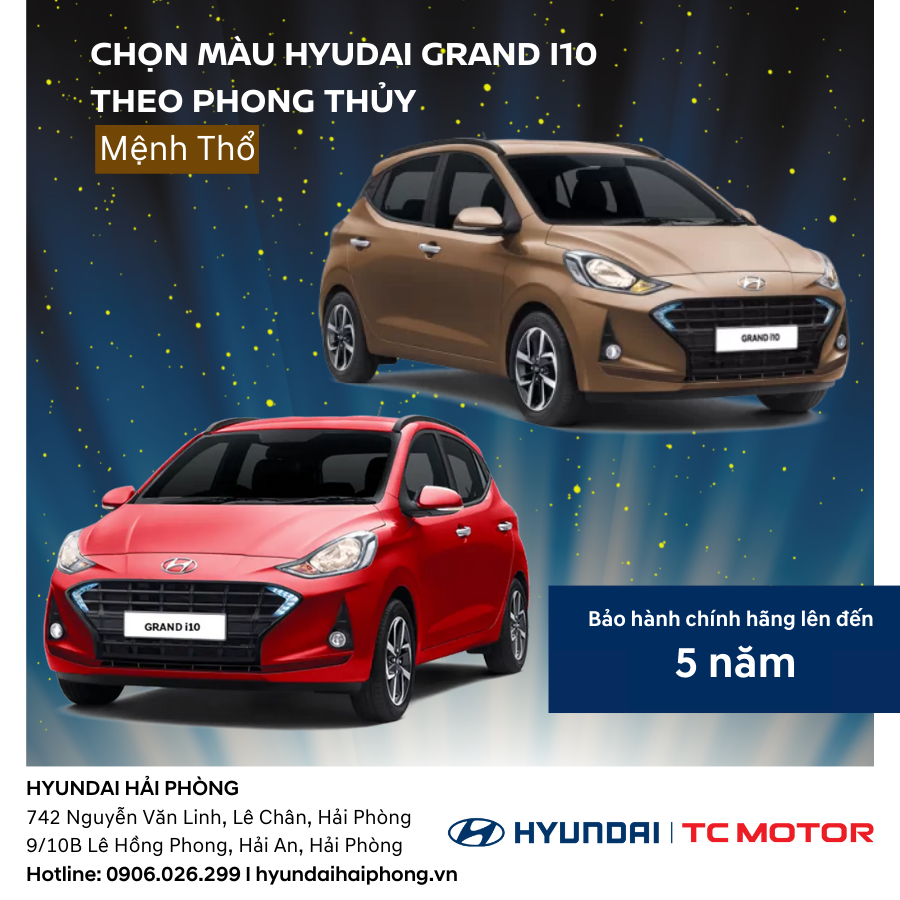 CHỌN MÀU HYUDAI GRAND I10
THEO PHONG THỦY
Mệnh Thổ
GRAND i10
GRAND i10
Bảo hành chính hãng lên đến
5 năm
HYUNDAI HẢI PHÒNG
742 Nguyễn Văn Linh, Lê Chân, Hải Phòng
9/10B Lê Hồng Phong, Hải An, Hải Phòng
Hotline: 0906.026.299 I hyundaihaiphong.vn
HYUNDAI | TC MOTOR